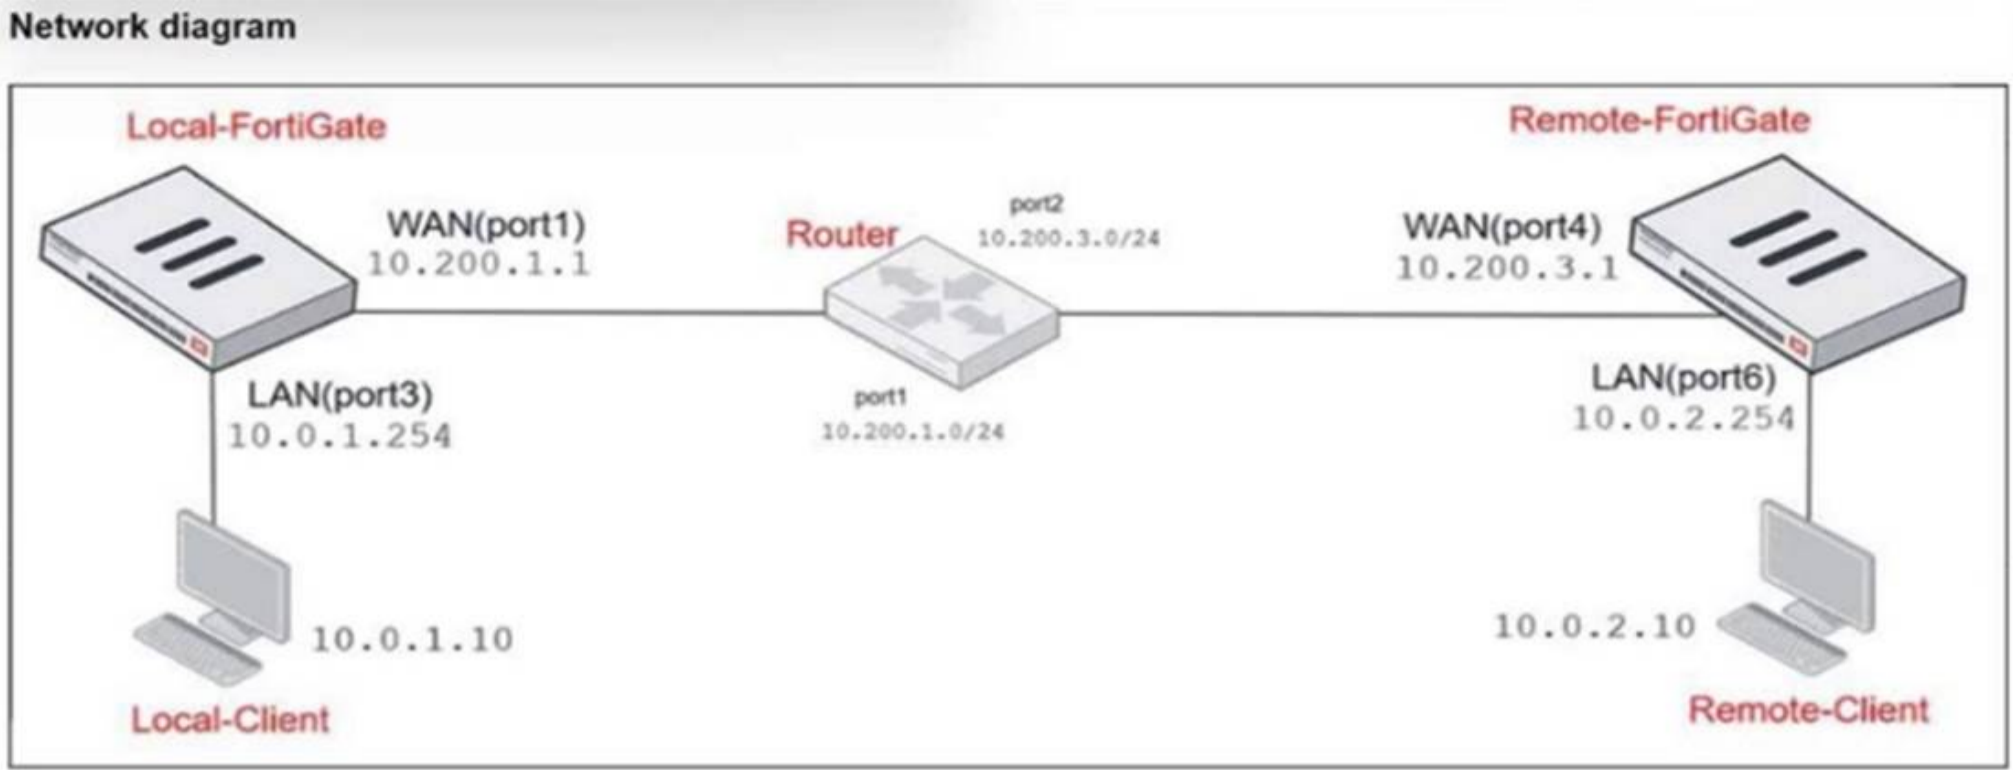 Network diagram
Local-FortiGate
Remote-FortiGate
WAN(port1)
10.200.1.1
Router
port2
10.200.3.0/24
WAN(port4)
10.200.3.1
LAN(port3)
10.0.1.254
port1
10.200.1.0/24
LAN(port6)
10.0.2.254
10.0.1.10
10.0.2.10
Local-Client
Remote-Client